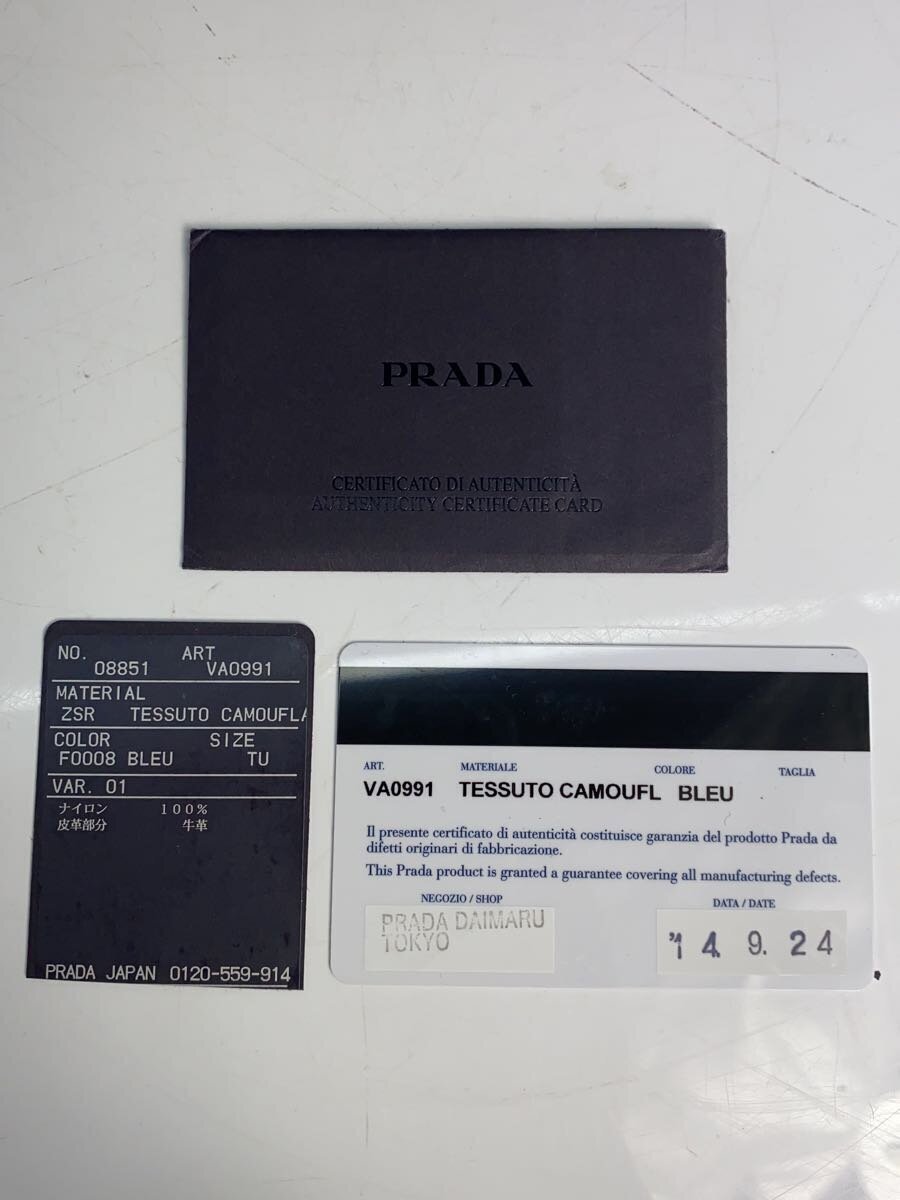 PRADA
CERTIFICATO DI AUTENTICITÀ
AUTHENTICITY CERTIFICATE CARD
NO. ART
08851 VA0991
MATERIAL
ZSR TESSUTO CAMOUFLA
COLOR SIZE
F0008 BLEU TU
VAR. 01
ナイロン 100%
皮革部分 牛革
PRADA JAPAN 0120-559-914
ART. MATERIALE COLORE TAGLIA
VA0991 TESSUTO CAMOUFL BLEU
Il presente certificato di autenticità costituisce garanzia del prodotto Prada da
difetti originari di fabbricazione.
This Prada product is granted a guarantee covering all manufacturing defects.
NEGOZIO / SHOP DATA / DATE
PRADA DAIMARU
TOKYO
'14. 9. 24